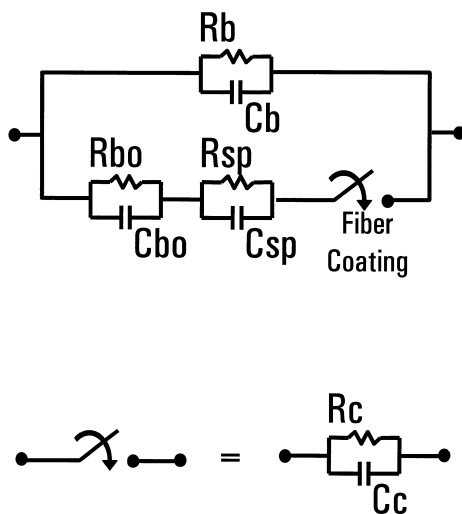 Rb
Cb
Rbo
Rsp
Cbo
Csp
Fiber
Coating
=
Rc
Cc